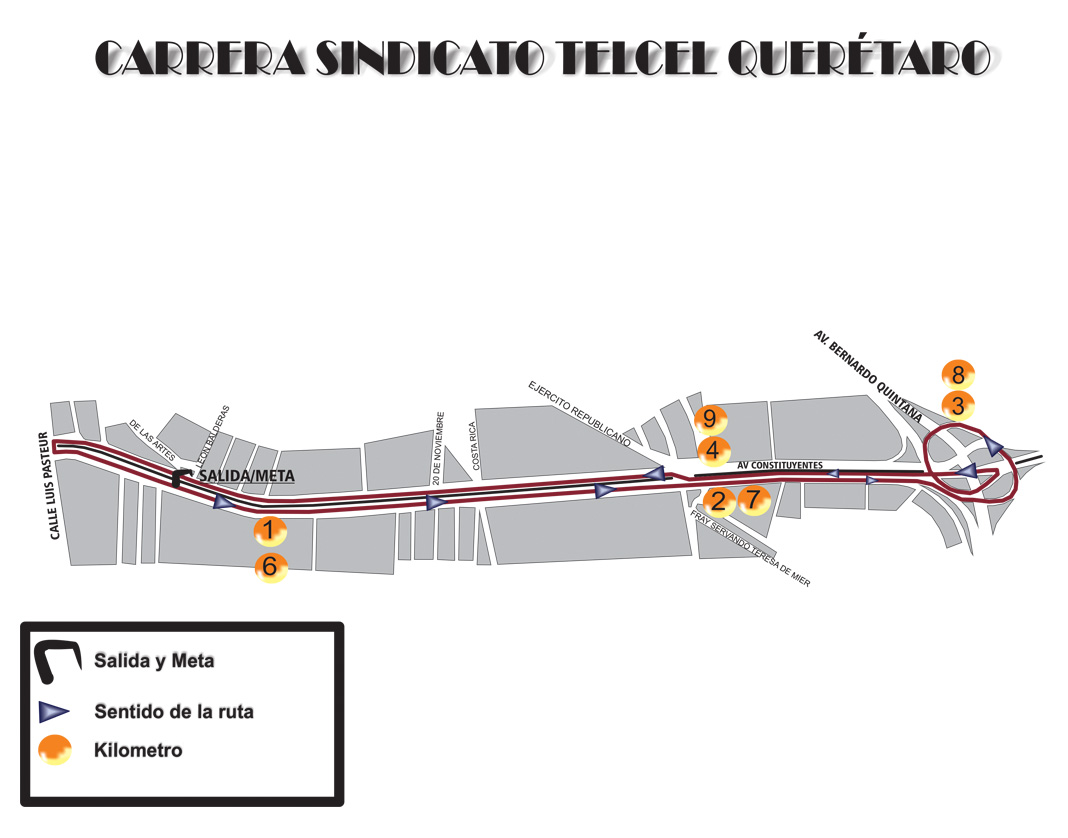 CARRERA SINDICATO TELCEL QUERÉTARO
AV. BERNARDO QUINTANA
8
3
EJERCITO REPUBLICANO
9
4
DE LAS ARTES
LEON BALDERAS
20 DE NOVIEMBRE
COSTA RICA
CALLE LUIS PASTEUR
SALIDA/META
AV CONSTITUYENTES
2
7
1
6
FRAY SERVANDO TERESA DE MIER
Salida y Meta
Sentido de la ruta
Kilometro